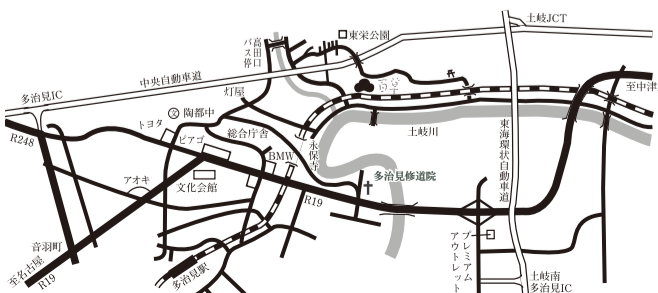 土岐JCT
東栄公園
高田口
バス停
中央自動車道
至中津
多治見IC
灯屋
陶都中
文
トヨタ
ピアゴ
総合庁舎
土岐川
R248
永保寺
BMW
東海環状自動車道
多治見修道院
アオキ
文化会館
R19
音羽町
プレミアム
アウトレット
至名古屋
R19
多治見駅
土岐南
多治見IC